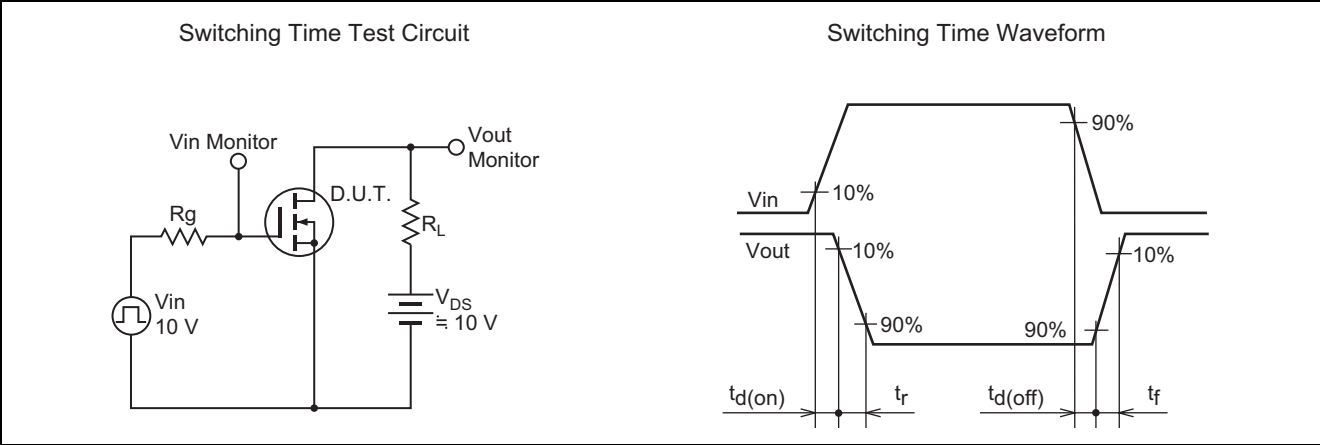 Switching Time Test Circuit
Vin Monitor
Vout
Monitor
D.U.T.
Rg
RL
Vin
10 V
VDS
≒ 10 V
Switching Time Waveform
90%
10%
Vin
Vout
10%
10%
90%
90%
td(on)
tr
td(off)
tf